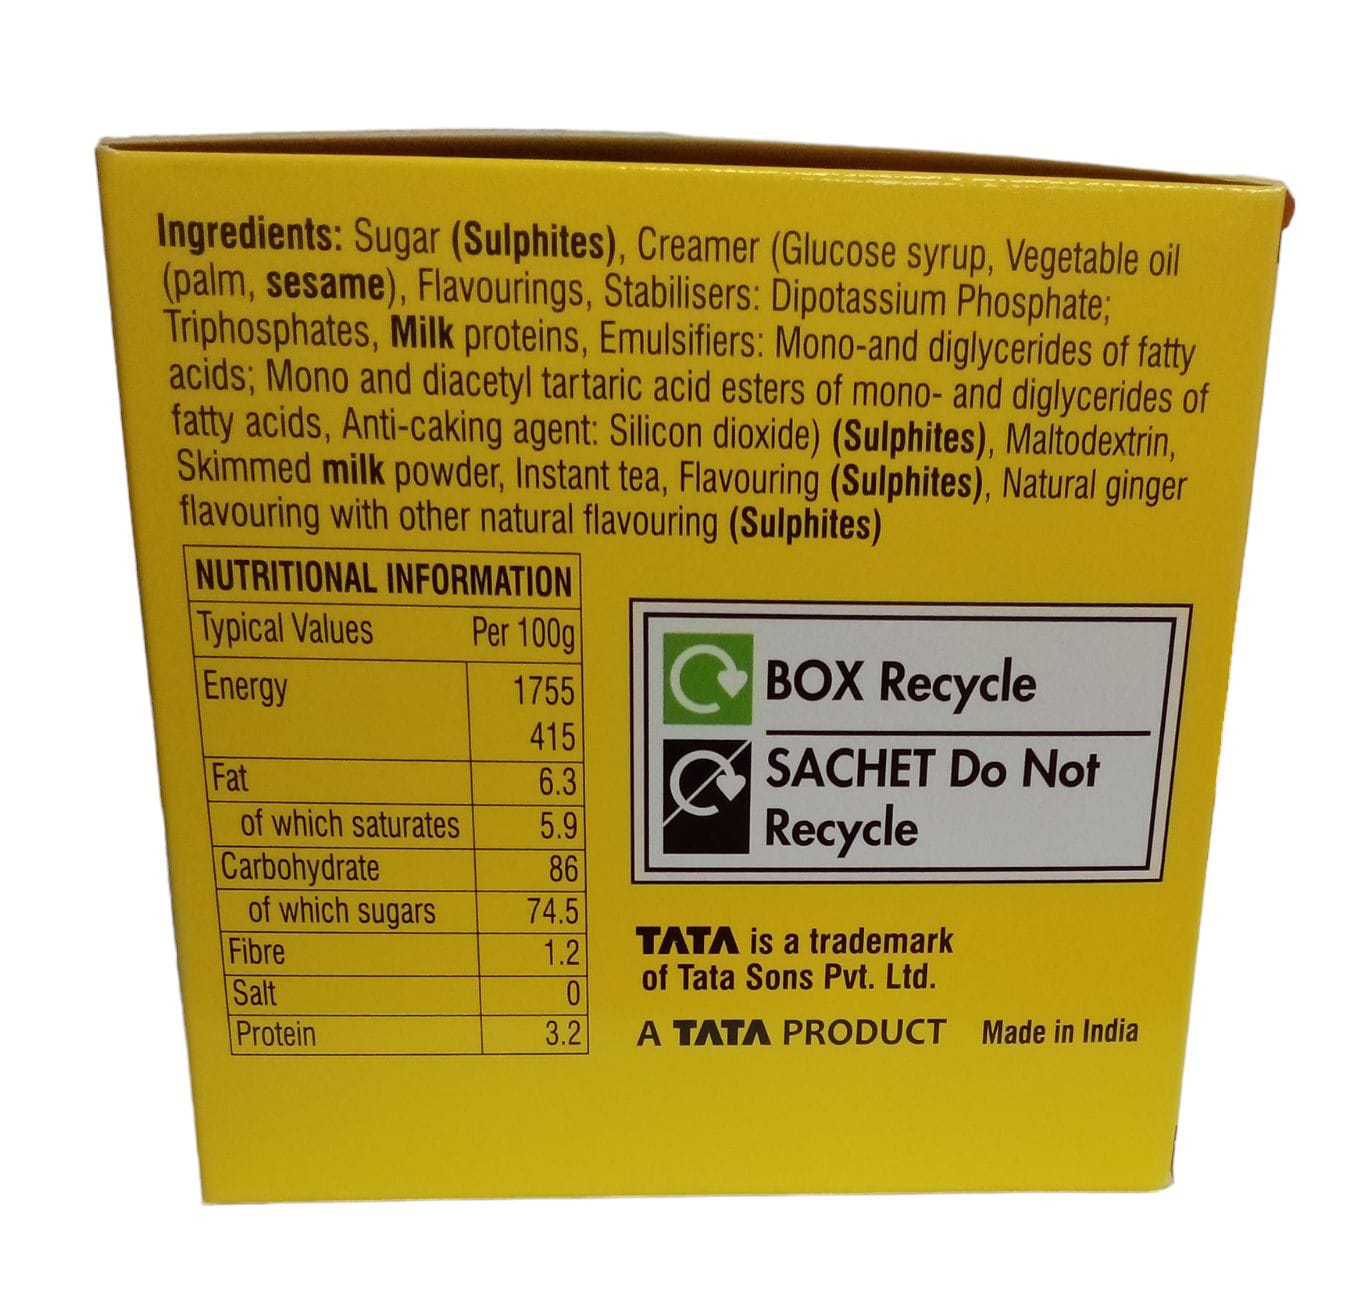 Ingredients: Sugar (Sulphites), Creamer (Glucose syrup, Vegetable oil
(palm, sesame), Flavourings, Stabilisers: Dipotassium Phosphate;
Triphosphates, Milk proteins, Emulsifiers: Mono-and diglycerides of fatty
acids; Mono and diacetyl tartaric acid esters of mono- and diglycerides of
fatty acids, Anti-caking agent: Silicon dioxide) (Sulphites), Maltodextrin,
Skimmed milk powder, Instant tea, Flavouring (Sulphites), Natural ginger
flavouring with other natural flavouring (Sulphites)
NUTRITIONAL INFORMATION
Typical Values Per 100g
Energy 1755
415
Fat 6.3
of which saturates 5.9
Carbohydrate 86
of which sugars 74.5
Fibre 1.2
Salt 0
Protein 3.2
BOX Recycle
SACHET Do Not
Recycle
TATA is a trademark
of Tata Sons Pvt. Ltd.
A TATA PRODUCT Made in India